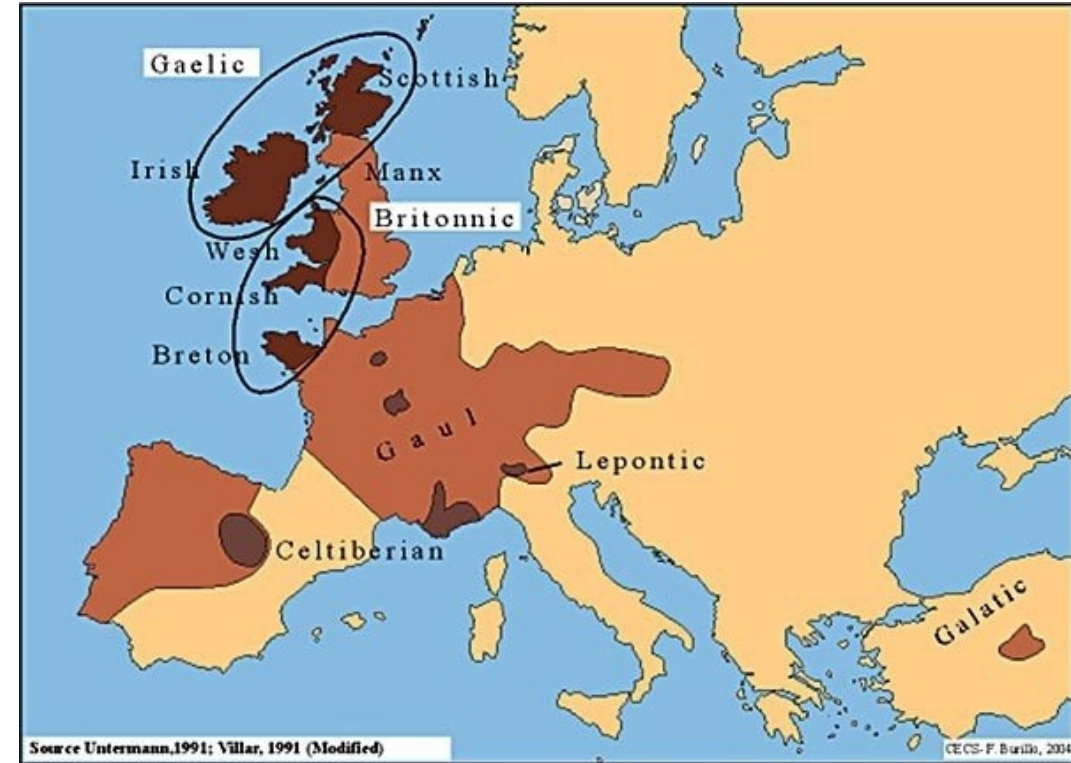 Gaelic
Scottish
Irish
Manx
Britonnic
Wesh
Cornish
Breton
Gaul
Lepontic
Celtiberian
Galatic
Source Untermann,1991; Villar, 1991 (Modified)
CECS- F. Burillo, 2004